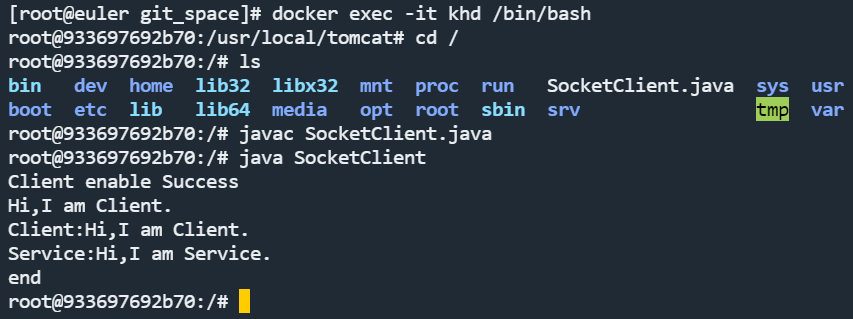 [root@euler git_space]# docker exec -it khd /bin/bash
root@933697692b70:/usr/local/tomcat# cd /
root@933697692b70:/# ls
bin   dev  home  lib32  libx32  mnt  proc  run   SocketClient.java  sys  usr
boot  etc  lib   lib64  media   opt  root  sbin  srv                tmp  var
root@933697692b70:/# javac SocketClient.java
root@933697692b70:/# java SocketClient
Client enable Success
Hi,I am Client.
Client:Hi,I am Client.
Service:Hi,I am Service.
end
root@933697692b70:/#